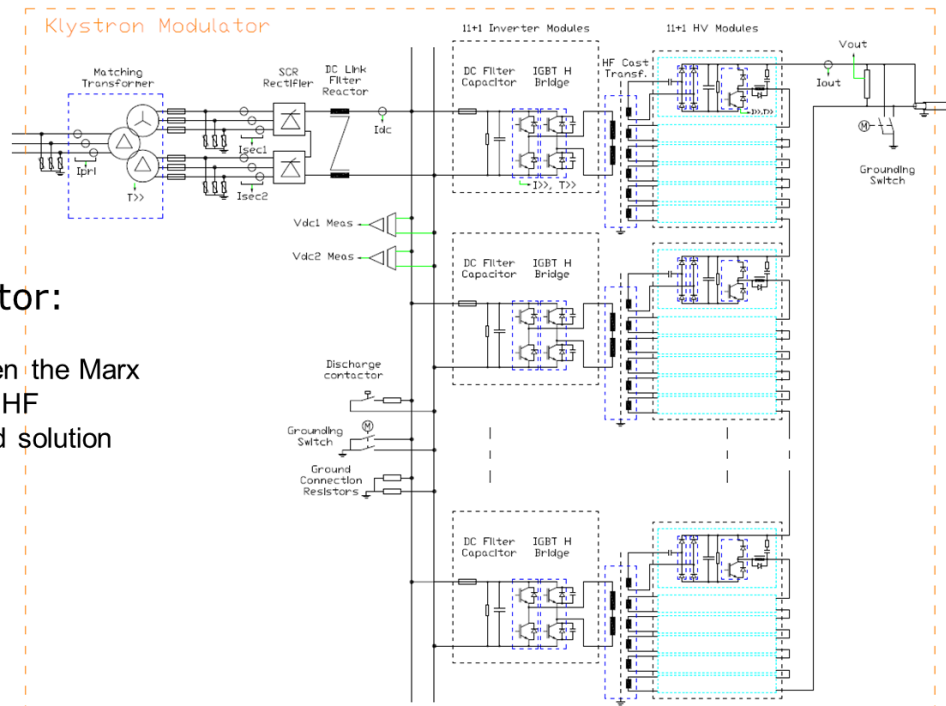 Klystron Modulator
11+1 Inverter Modules
11+1 HV Modules
Matching
Transformer
SCR
Rectifier
DC Link
Filter
Reactor
DC Filter
Capacitor
IGBT H
Bridge
HF Cast
Transf.
Vout
Iout
Idc
Isec1
Ipri
Isec2
T>>
I>>, T>>
I>>,T>>
M
Grounding
Switch
Vdc1 Meas
Vdc2 Meas
DC Filter
Capacitor
IGBT H
Bridge
tor:
en the Marx
HF
d solution
Discharge
contactor
Grounding
Switch
M
Ground
Connection
Resistors
DC Filter
Capacitor
IGBT H
Bridge